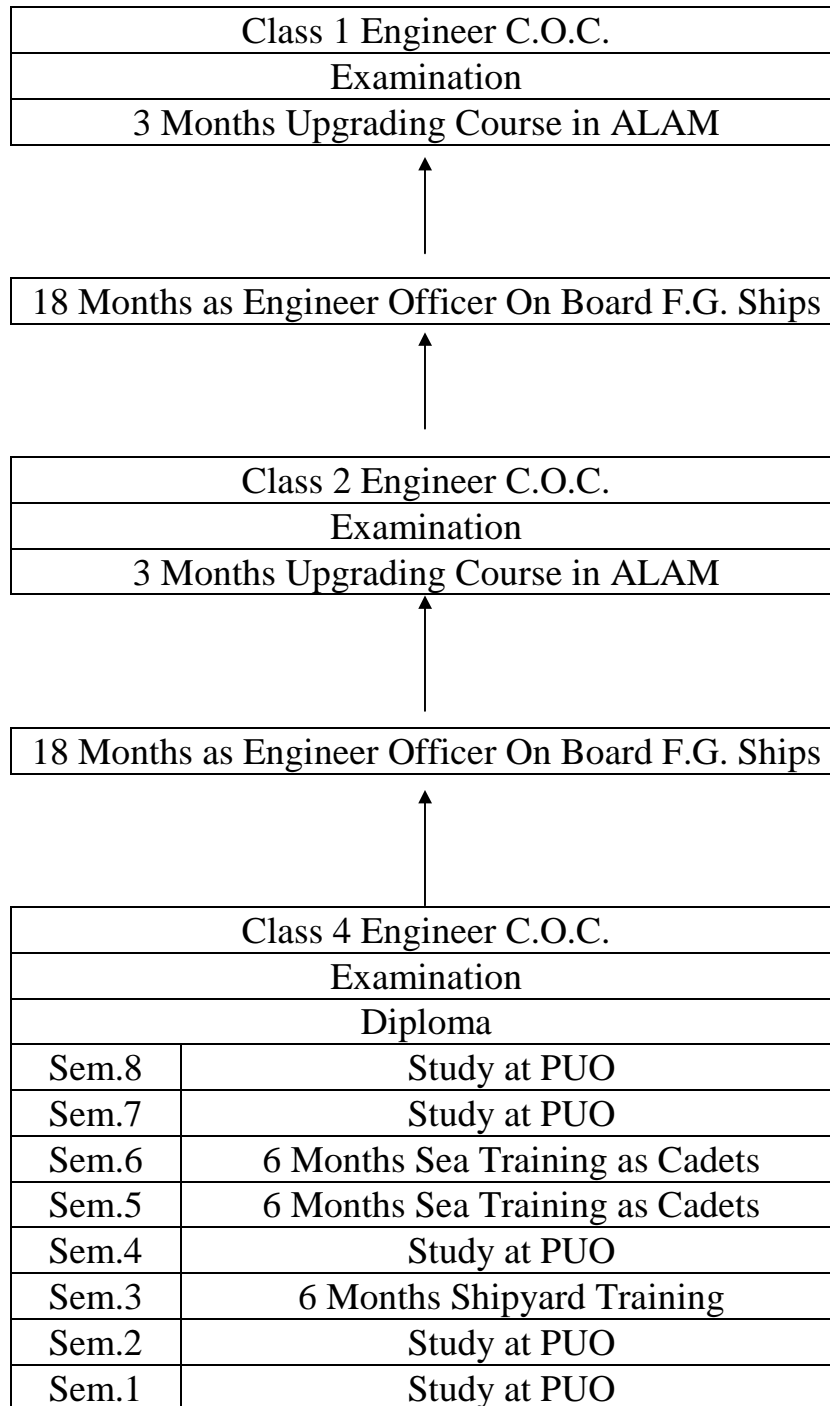 Class 1 Engineer C.O.C.
Examination
3 Months Upgrading Course in ALAM
18 Months as Engineer Officer On Board F.G. Ships
Class 2 Engineer C.O.C.
Examination
3 Months Upgrading Course in ALAM
18 Months as Engineer Officer On Board F.G. Ships
Class 4 Engineer C.O.C.
Examination
Diploma
Sem.8 Study at PUO
Sem.7 Study at PUO
Sem.6 6 Months Sea Training as Cadets
Sem.5 6 Months Sea Training as Cadets
Sem.4 Study at PUO
Sem.3 6 Months Shipyard Training
Sem.2 Study at PUO
Sem.1 Study at PUO